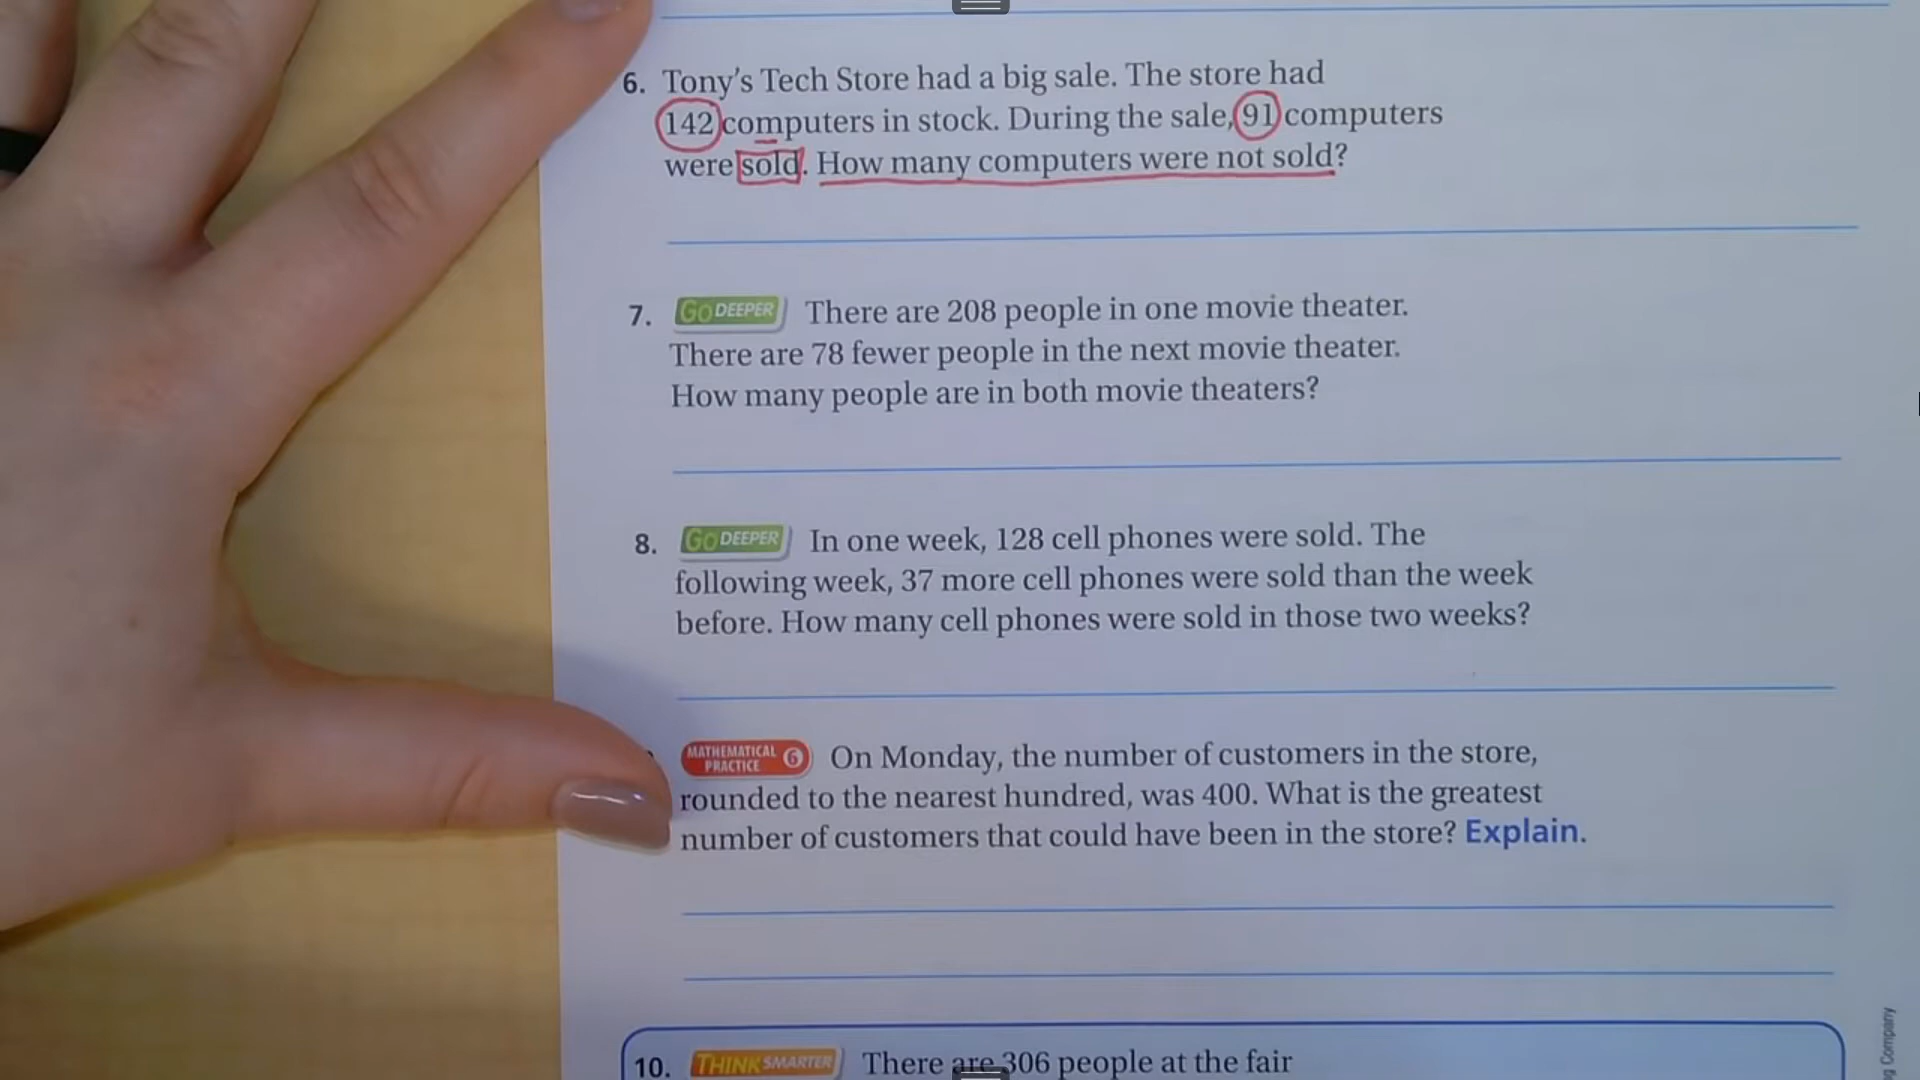 6. Tony's Tech Store had a big sale. The store had
142 computers in stock. During the sale, 91 computers
were sold. How many computers were not sold?
7. GO DEEPER There are 208 people in one movie theater.
There are 78 fewer people in the next movie theater.
How many people are in both movie theaters?
8. GO DEEPER In one week, 128 cell phones were sold. The
following week, 37 more cell phones were sold than the week
before. How many cell phones were sold in those two weeks?
MATHEMATICAL PRACTICE 6 On Monday, the number of customers in the store,
rounded to the nearest hundred, was 400. What is the greatest
number of customers that could have been in the store? Explain.
10. THINK SMARTER There are 306 people at the fair
Company